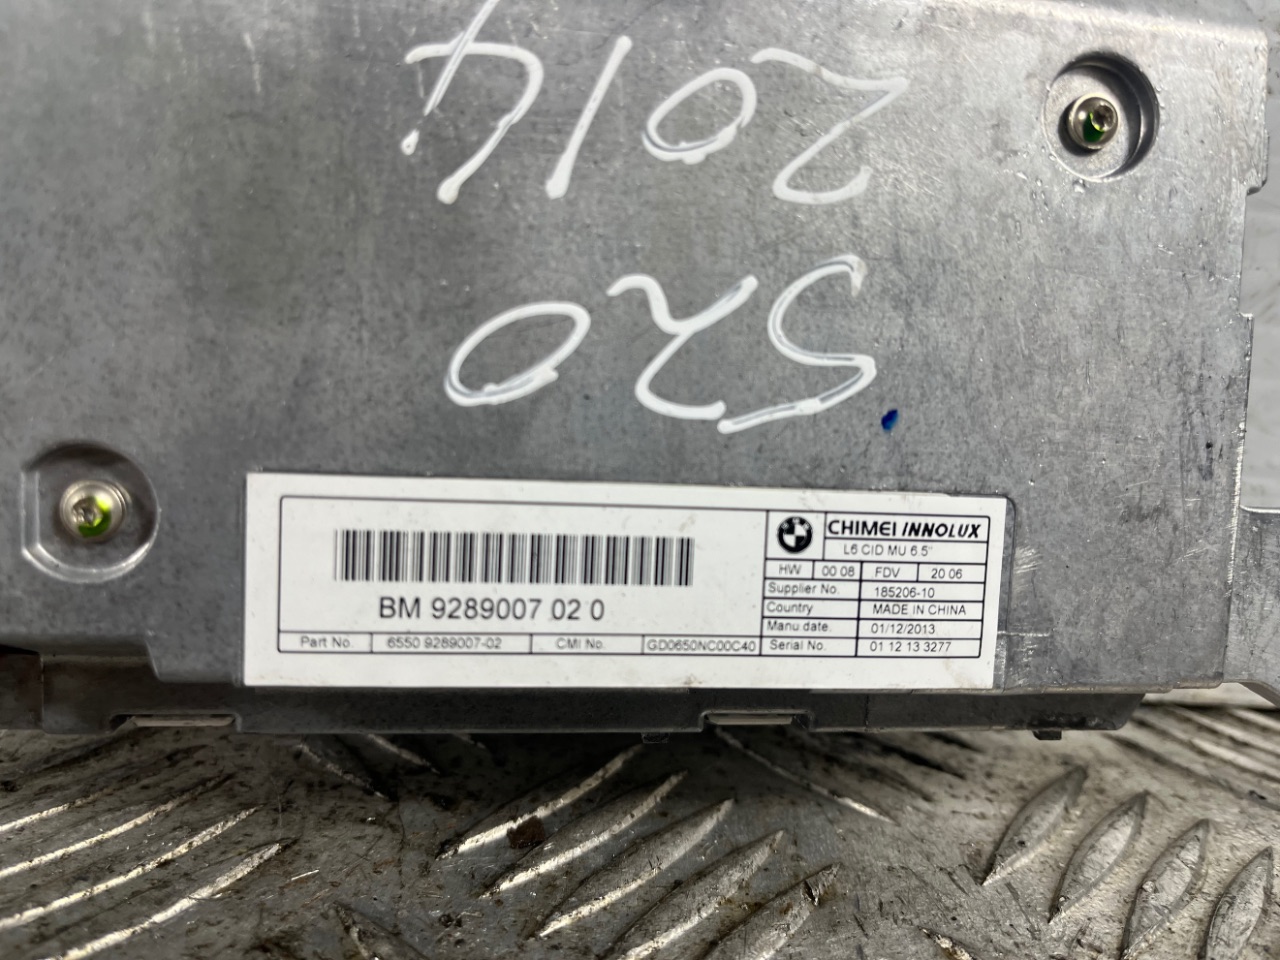 520
2014
CHIMEI INNOLUX
L6 CID MU 6.5"
HW 00 08 FDV 20 06
Supplier No. 185206-10
Country MADE IN CHINA
Manu date. 01/12/2013
Serial No. 01 12 13 3277
BM 9289007 02 0
Part No. 6550 9289007-02 CMI No. GD0650NC00C40